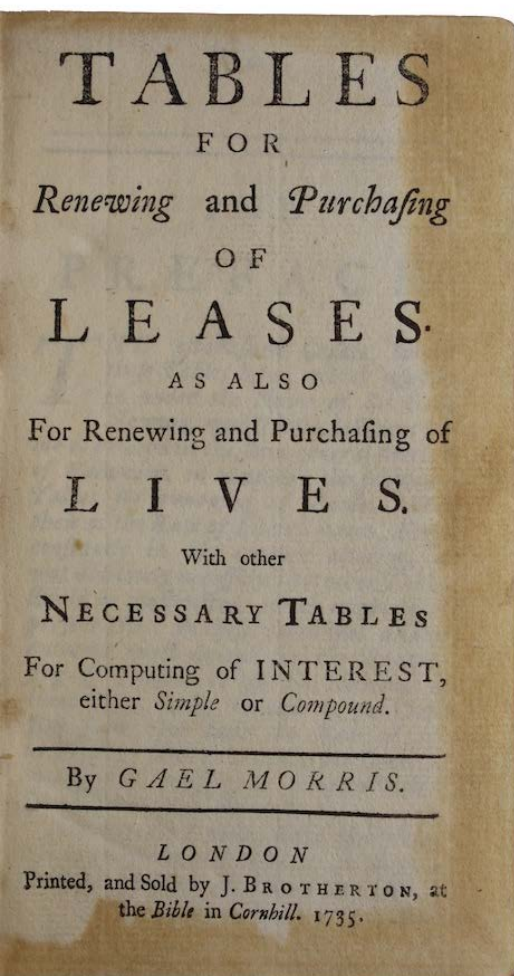 TABLES
FOR
Renewing and Purchaſing
OF
LEASES.
AS ALSO
For Renewing and Purchaſing of
LIVES.
With other
NECESSARY TABLES
For Computing of INTEREST,
either Simple or Compound.
By GAEL MORRIS.
LONDON
Printed, and Sold by J. BROTHERTON, at
the Bible in Cornhill. 1735.